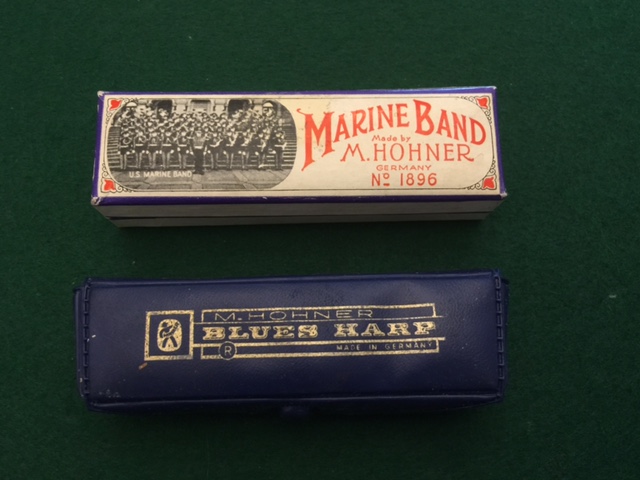 U.S. MARINE BAND
MARINE BAND
Made by
M. HOHNER
GERMANY
Nº 1896
M. HOHNER
BLUES HARP
®
MADE IN GERMANY